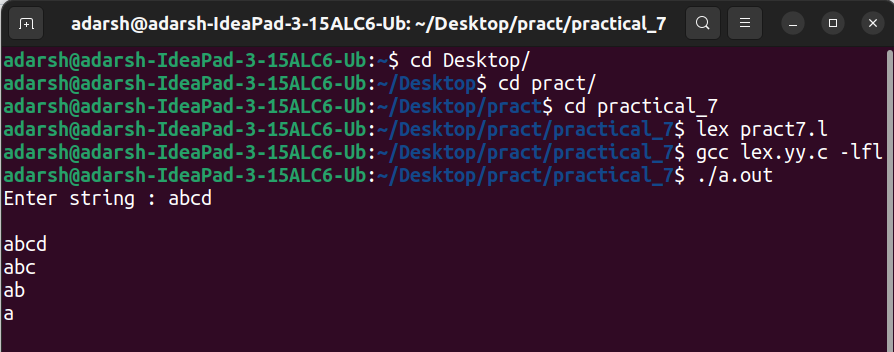 adarsh@adarsh-IdeaPad-3-15ALC6-Ub: ~/Desktop/pract/practical_7
adarsh@adarsh-IdeaPad-3-15ALC6-Ub:~$ cd Desktop/
adarsh@adarsh-IdeaPad-3-15ALC6-Ub:~/Desktop$ cd pract/
adarsh@adarsh-IdeaPad-3-15ALC6-Ub:~/Desktop/pract$ cd practical_7
adarsh@adarsh-IdeaPad-3-15ALC6-Ub:~/Desktop/pract/practical_7$ lex pract7.l
adarsh@adarsh-IdeaPad-3-15ALC6-Ub:~/Desktop/pract/practical_7$ gcc lex.yy.c -lfl
adarsh@adarsh-IdeaPad-3-15ALC6-Ub:~/Desktop/pract/practical_7$ ./a.out
Enter string : abcd
abcd
abc
ab
a